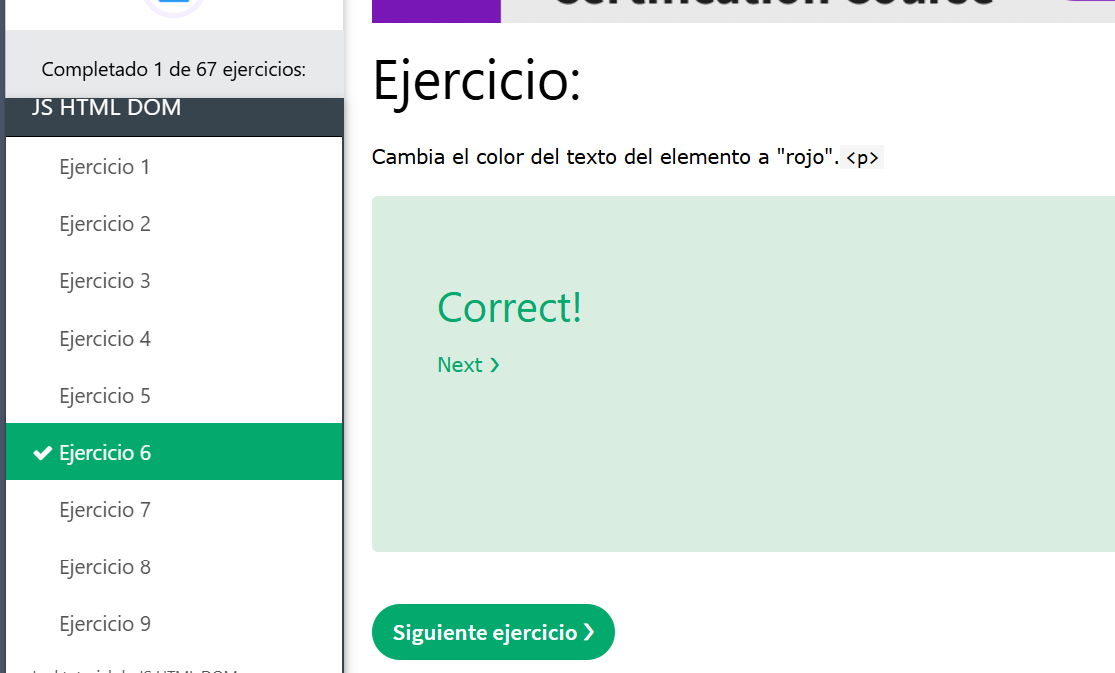 Certification Course
Completado 1 de 67 ejercicios:
JS HTML DOM
Ejercicio 1
Ejercicio 2
Ejercicio 3
Ejercicio 4
Ejercicio 5
Ejercicio 6
Ejercicio 7
Ejercicio 8
Ejercicio 9
Ejercicio:
Cambia el color del texto del elemento a "rojo". <p>
Correct!
Next ❯
Siguiente ejercicio ❯